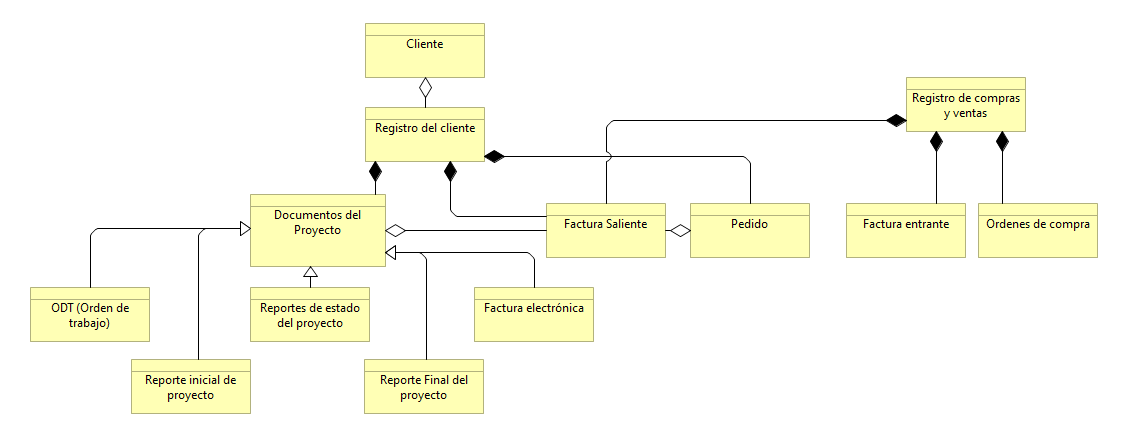 Cliente
Registro de compras
y ventas
Registro del cliente
Documentos del
Proyecto
Factura Saliente
Pedido
Factura entrante
Ordenes de compra
ODT (Orden de
trabajo)
Reportes de estado
del proyecto
Factura electrónica
Reporte inicial de
proyecto
Reporte Final del
proyecto